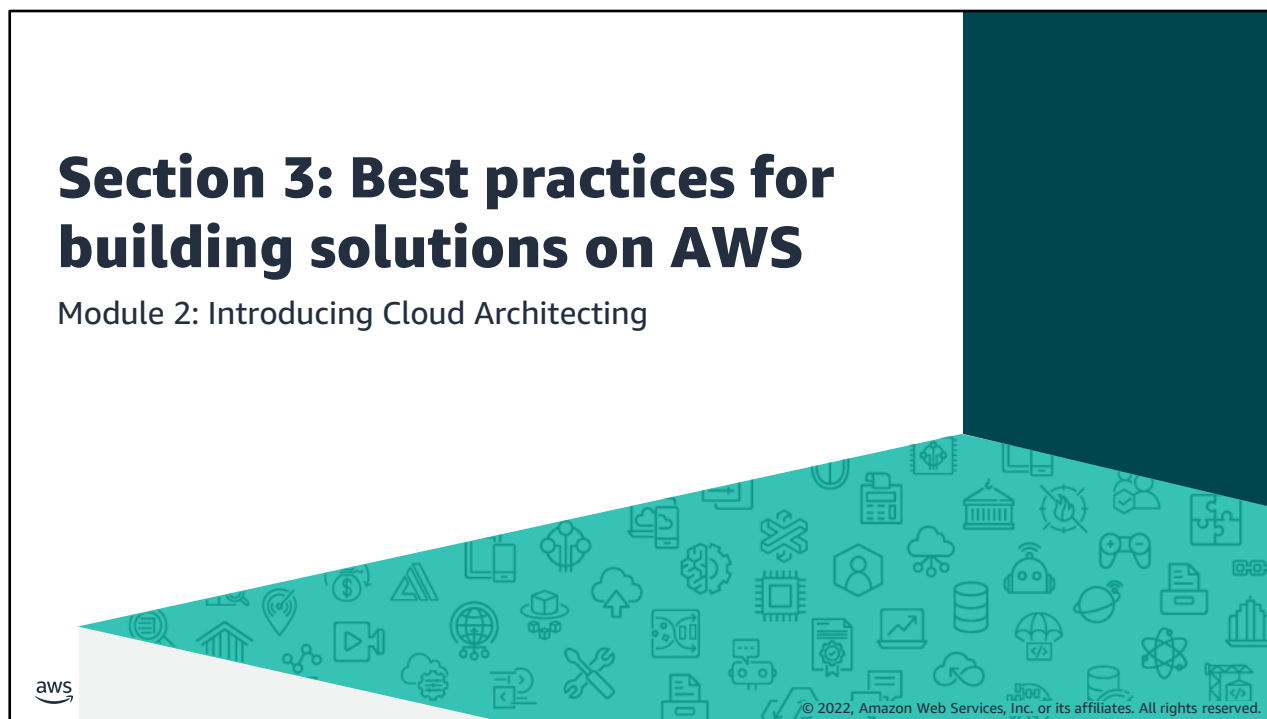 Section 3: Best practices for
building solutions on AWS
Module 2: Introducing Cloud Architecting
aws
© 2022, Amazon Web Services, Inc. or its affiliates. All rights reserved.